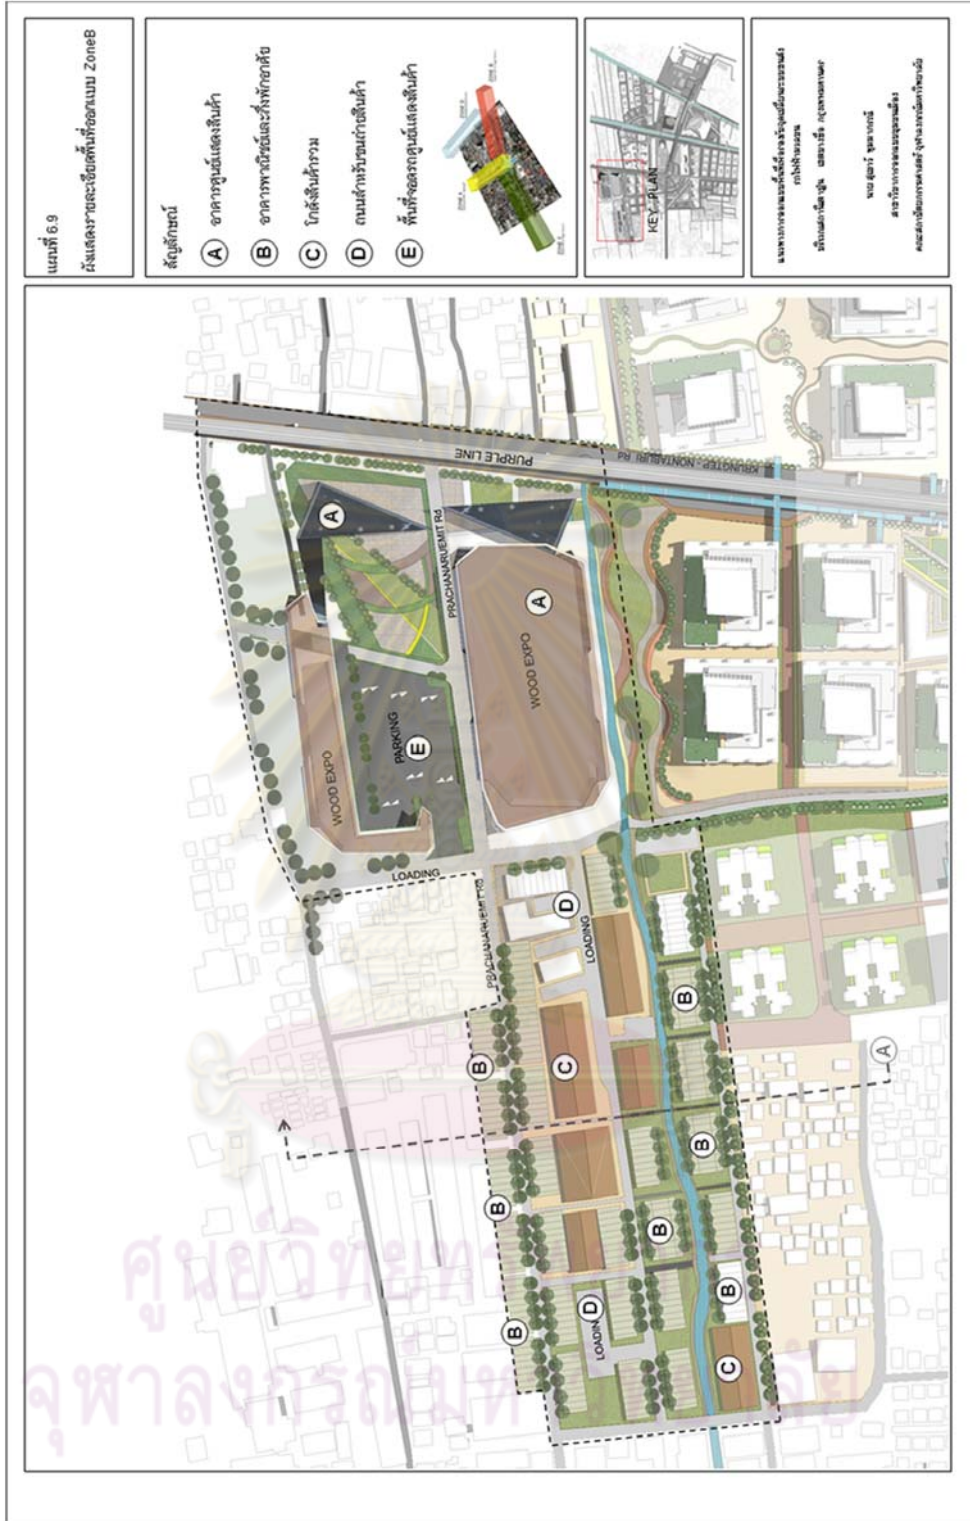 แผนที่ 6.9
ผังแสดงรายละเอียดพื้นที่ออกแบบ ZoneB
สัญลักษณ์
A อาคารศูนย์แสดงสินค้า
B อาคารพาณิชย์และกึ่งพักอาศัย
C โกดังสินค้ารวม
D ถนนสำหรับขนถ่ายสินค้า
E พื้นที่จอดรถศูนย์แสดงสินค้า
KEY PLAN
PURPLE LINE
KRUNGTEP - NONTABURI Rd
A
PRACHANARUEMIT Rd
A
WOOD EXPO
PARKING
E
WOOD EXPO
LOADING
PRACHANARUEMIT Rd
D
LOADING
B
B
C
A
B
B
B
B
D
LOADING
B
C
ศูนย์วิทยทรัพยากร
จุฬาลงกรณ์มหาวิทยาลัย